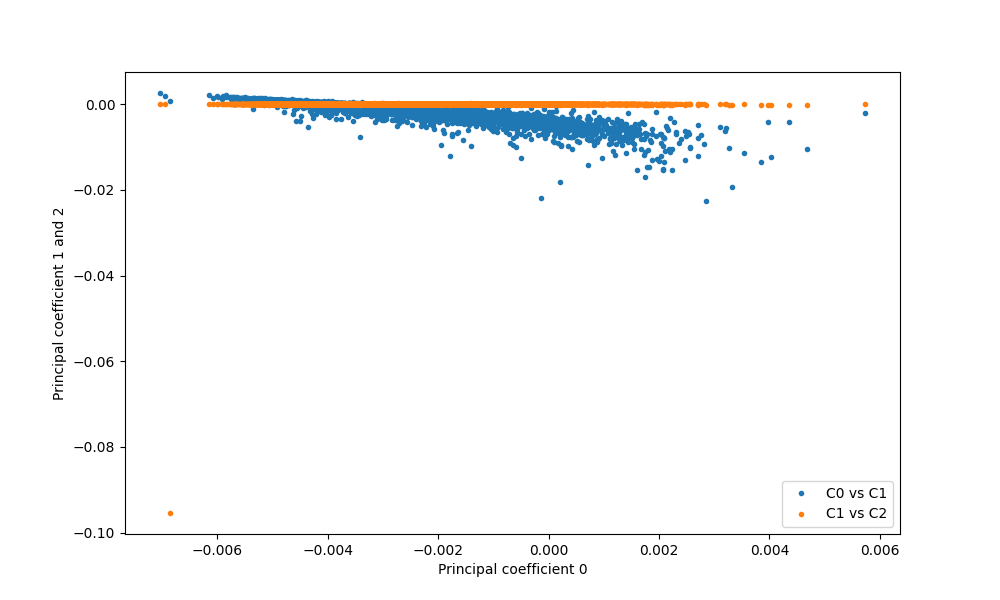 0.00
−0.02
−0.04
−0.06
−0.08
−0.10
Principal coefficient 1 and 2
−0.006 −0.004 −0.002 0.000 0.002 0.004 0.006
Principal coefficient 0
C0 vs C1
C1 vs C2